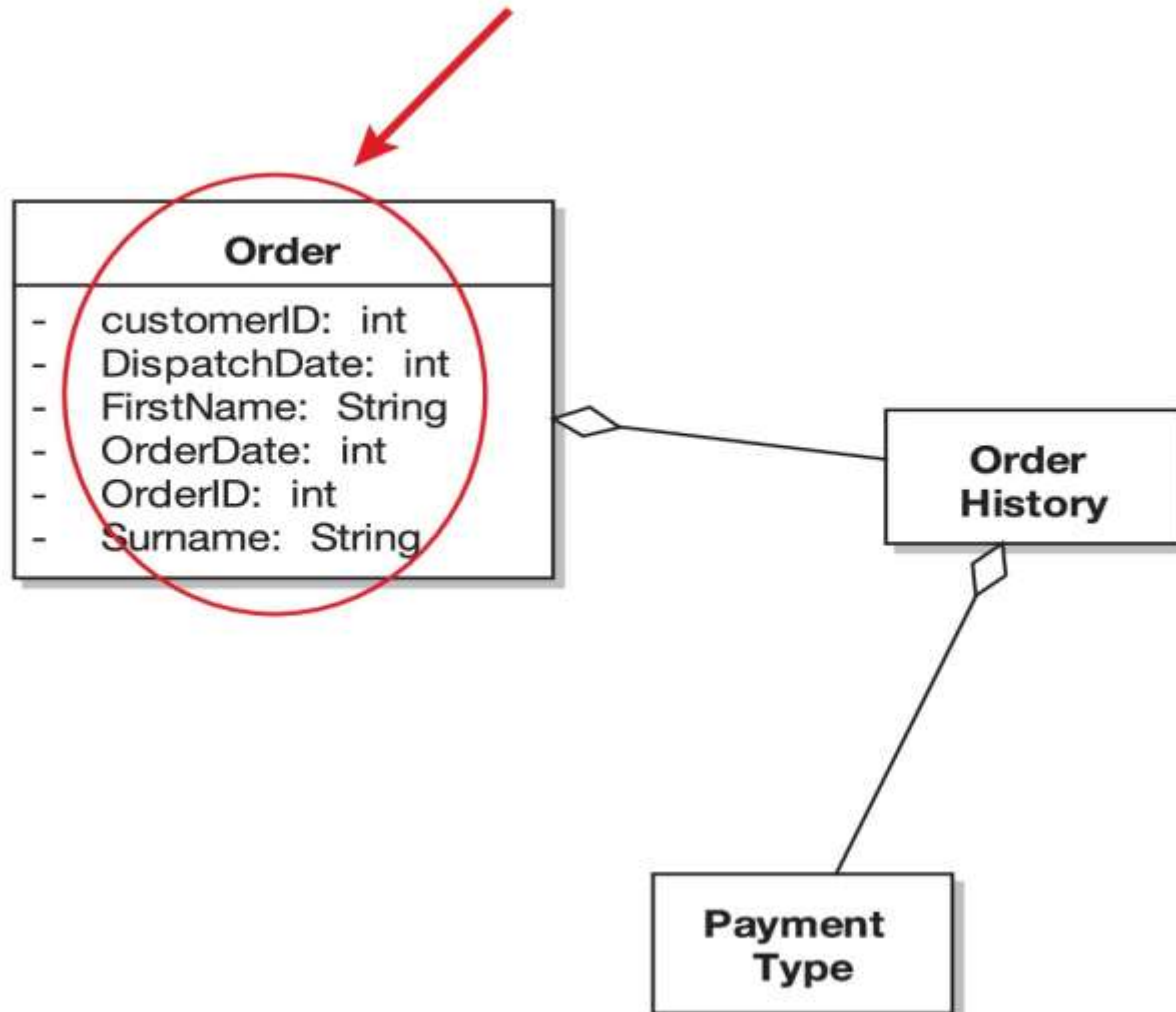 Order
- customerID: int
- DispatchDate: int
- FirstName: String
- OrderDate: int
- OrderID: int
- Surname: String
Order
History
Payment
Type